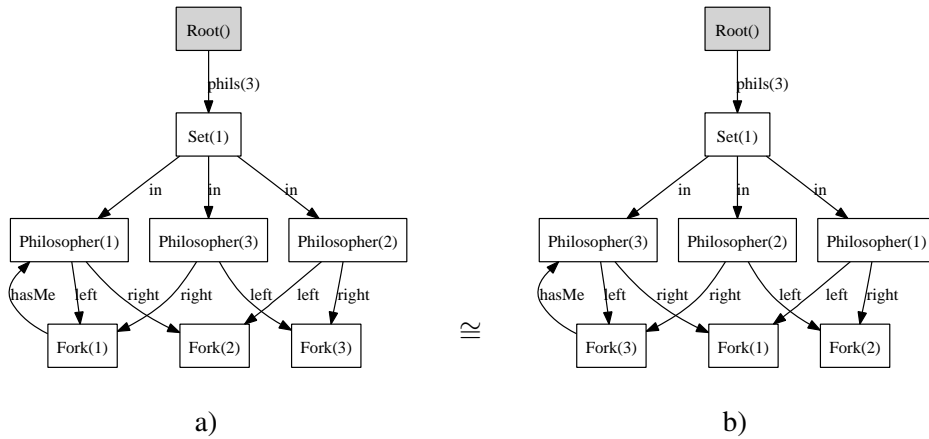 Root() Root()
phils(3) phils(3)
Set(1) Set(1)
in in in in in in
Philosopher(1) Philosopher(3) Philosopher(2) Philosopher(3) Philosopher(2) Philosopher(1)
hasMe left right right left left right hasMe left right right left left right
≅
Fork(1) Fork(2) Fork(3) Fork(3) Fork(1) Fork(2)
a) b)